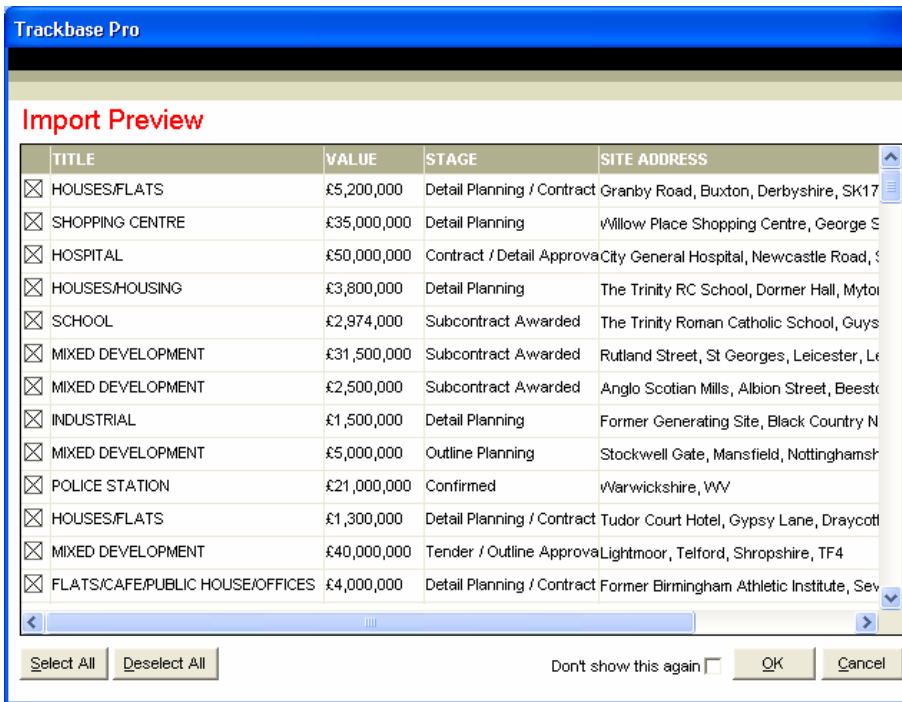 Trackbase Pro
Import Preview
TITLE VALUE STAGE SITE ADDRESS
HOUSES/FLATS £5,200,000 Detail Planning / Contract Granby Road, Buxton, Derbyshire, SK17
SHOPPING CENTRE £35,000,000 Detail Planning Willow Place Shopping Centre, George S
HOSPITAL £50,000,000 Contract / Detail Approva City General Hospital, Newcastle Road,
HOUSES/HOUSING £3,800,000 Detail Planning The Trinity RC School, Dormer Hall, Myto
SCHOOL £2,974,000 Subcontract Awarded The Trinity Roman Catholic School, Guys
MIXED DEVELOPMENT £31,500,000 Subcontract Awarded Rutland Street, St Georges, Leicester, Le
MIXED DEVELOPMENT £2,500,000 Subcontract Awarded Anglo Scotian Mills, Albion Street, Beesto
INDUSTRIAL £1,500,000 Detail Planning Former Generating Site, Black Country N
MIXED DEVELOPMENT £5,000,000 Outline Planning Stockwell Gate, Mansfield, Nottinghamsh
POLICE STATION £21,000,000 Confirmed Warwickshire, WV
HOUSES/FLATS £1,300,000 Detail Planning / Contract Tudor Court Hotel, Gypsy Lane, Draycott
MIXED DEVELOPMENT £40,000,000 Tender / Outline Approva Lightmoor, Telford, Shropshire, TF4
FLATS/CAFE/PUBLIC HOUSE/OFFICES £4,000,000 Detail Planning / Contract Former Birmingham Athletic Institute, Sev
Select All Deselect All Don't show this again OK Cancel